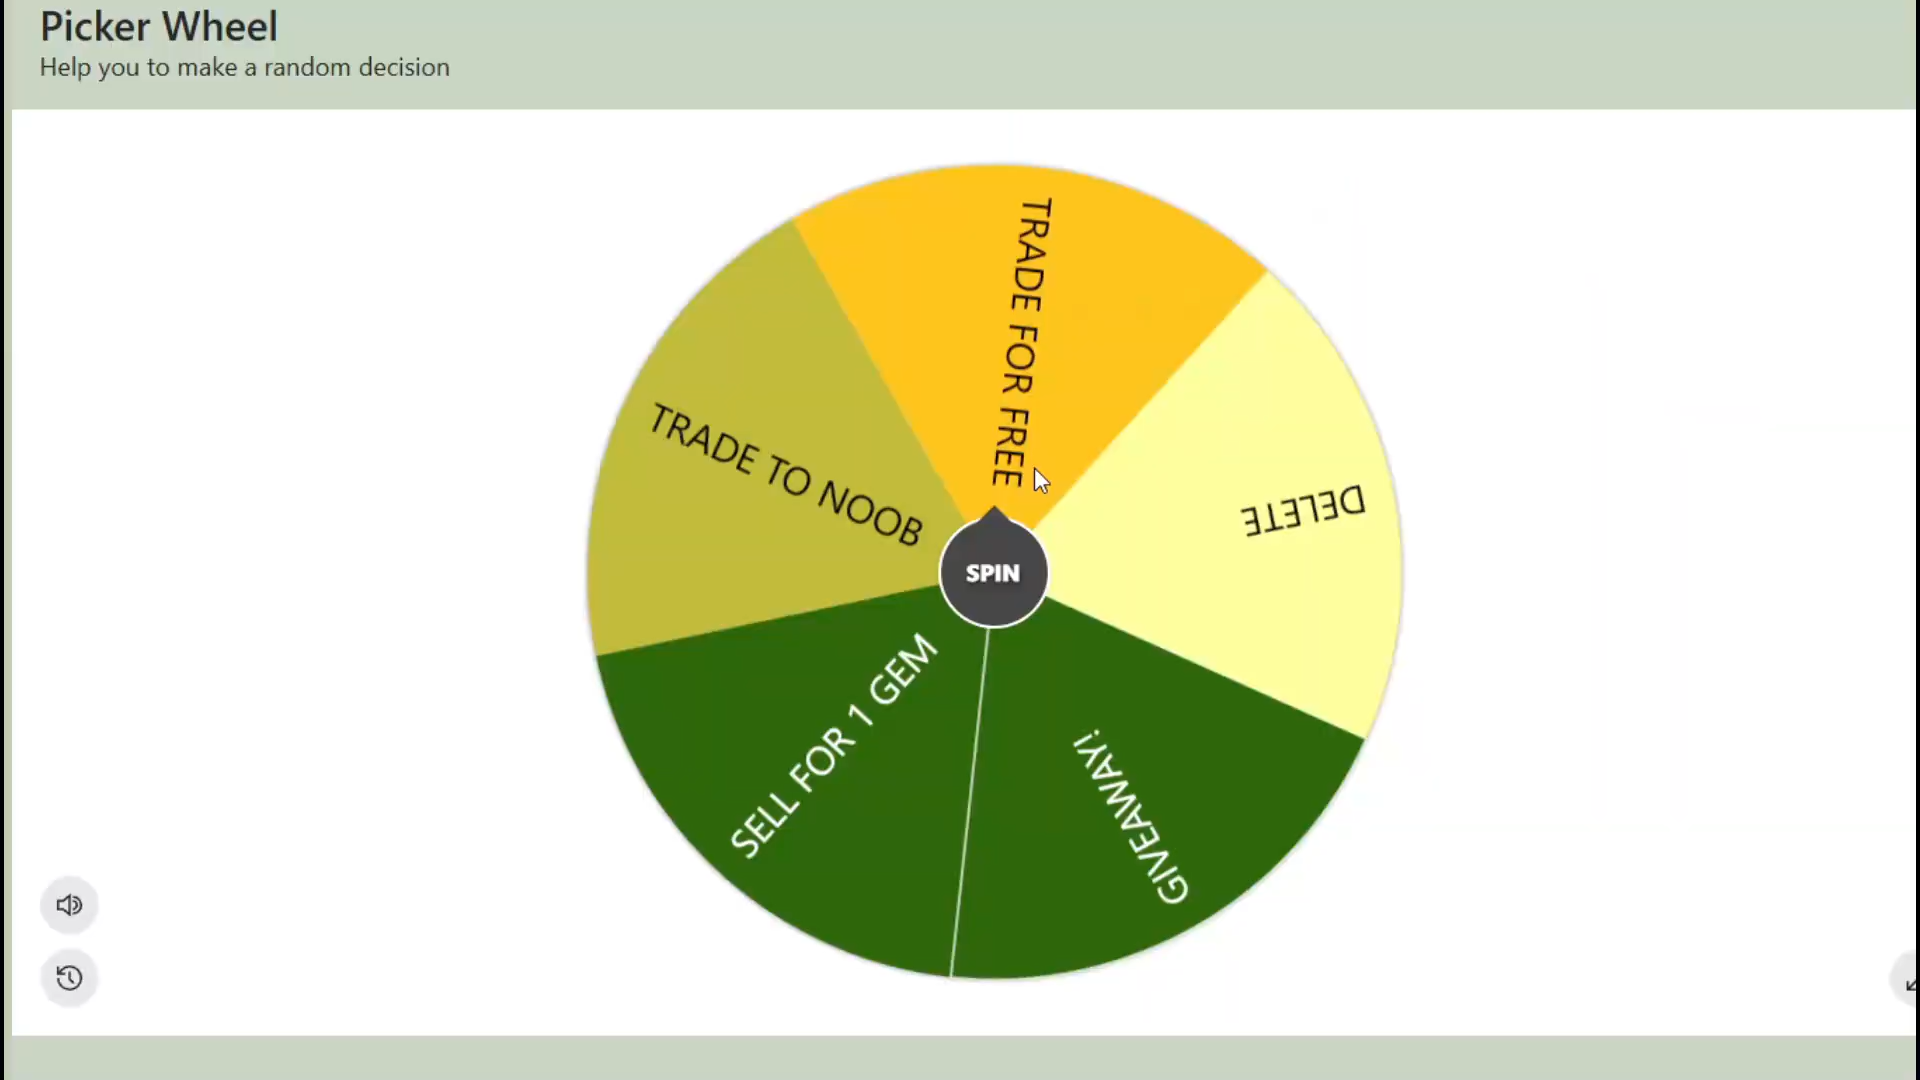 Picker Wheel
Help you to make a random decision
TRADE FOR FREE
DELETE
TRADE TO NOOB
SPIN
SELL FOR 1 GEM
GIVEAWAY!